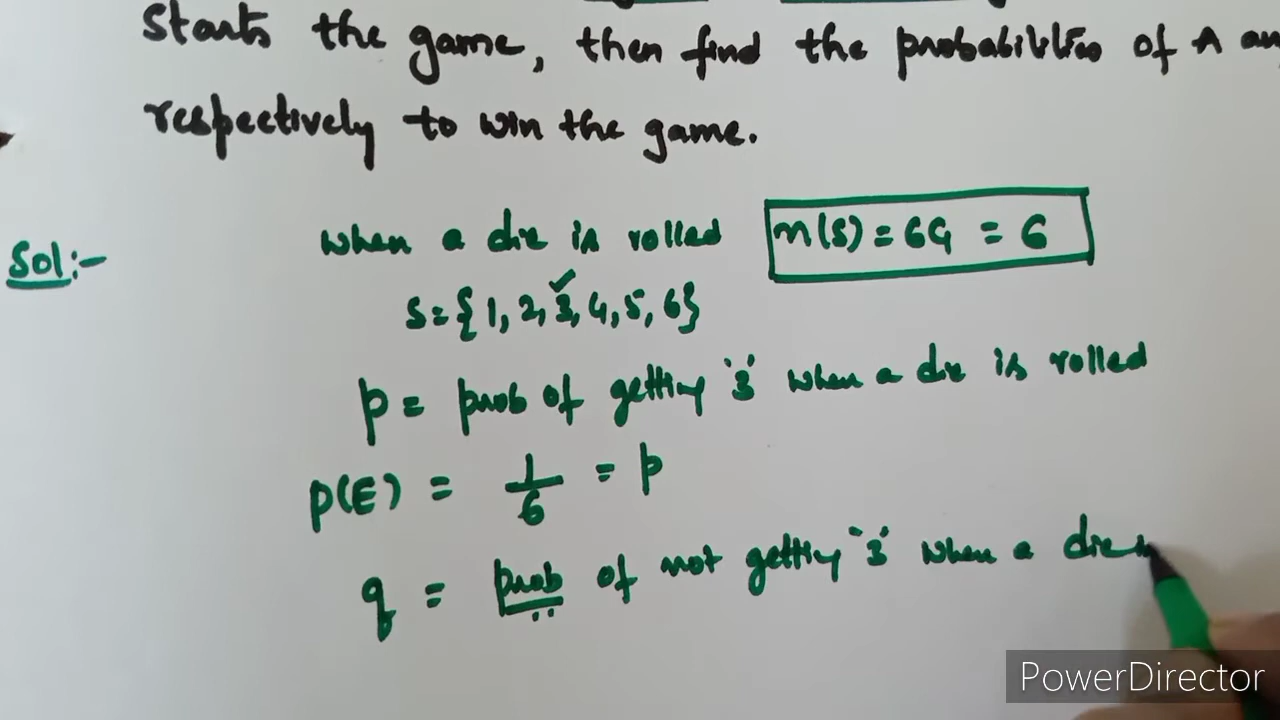 starts the game, then find the probabilities of A an
respectively to win the game.
Sol:-
when a die is rolled
n(S) = 6C₁ = 6
S = {1, 2, 3, 4, 5, 6}
p = prob of getting '3' when a die is rolled
P(E) = 1/6 = p
q = prob of not getting '3' when a die i
PowerDirector